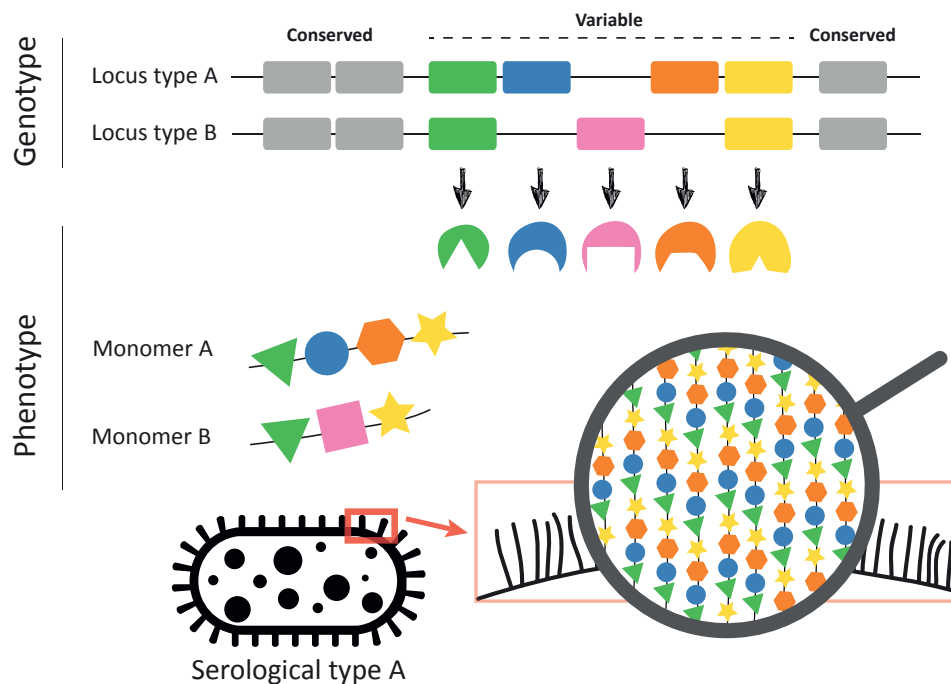 Genotype
Conserved
Variable
Conserved
Locus type A
Locus type B
Phenotype
Monomer A
Monomer B
Serological type A